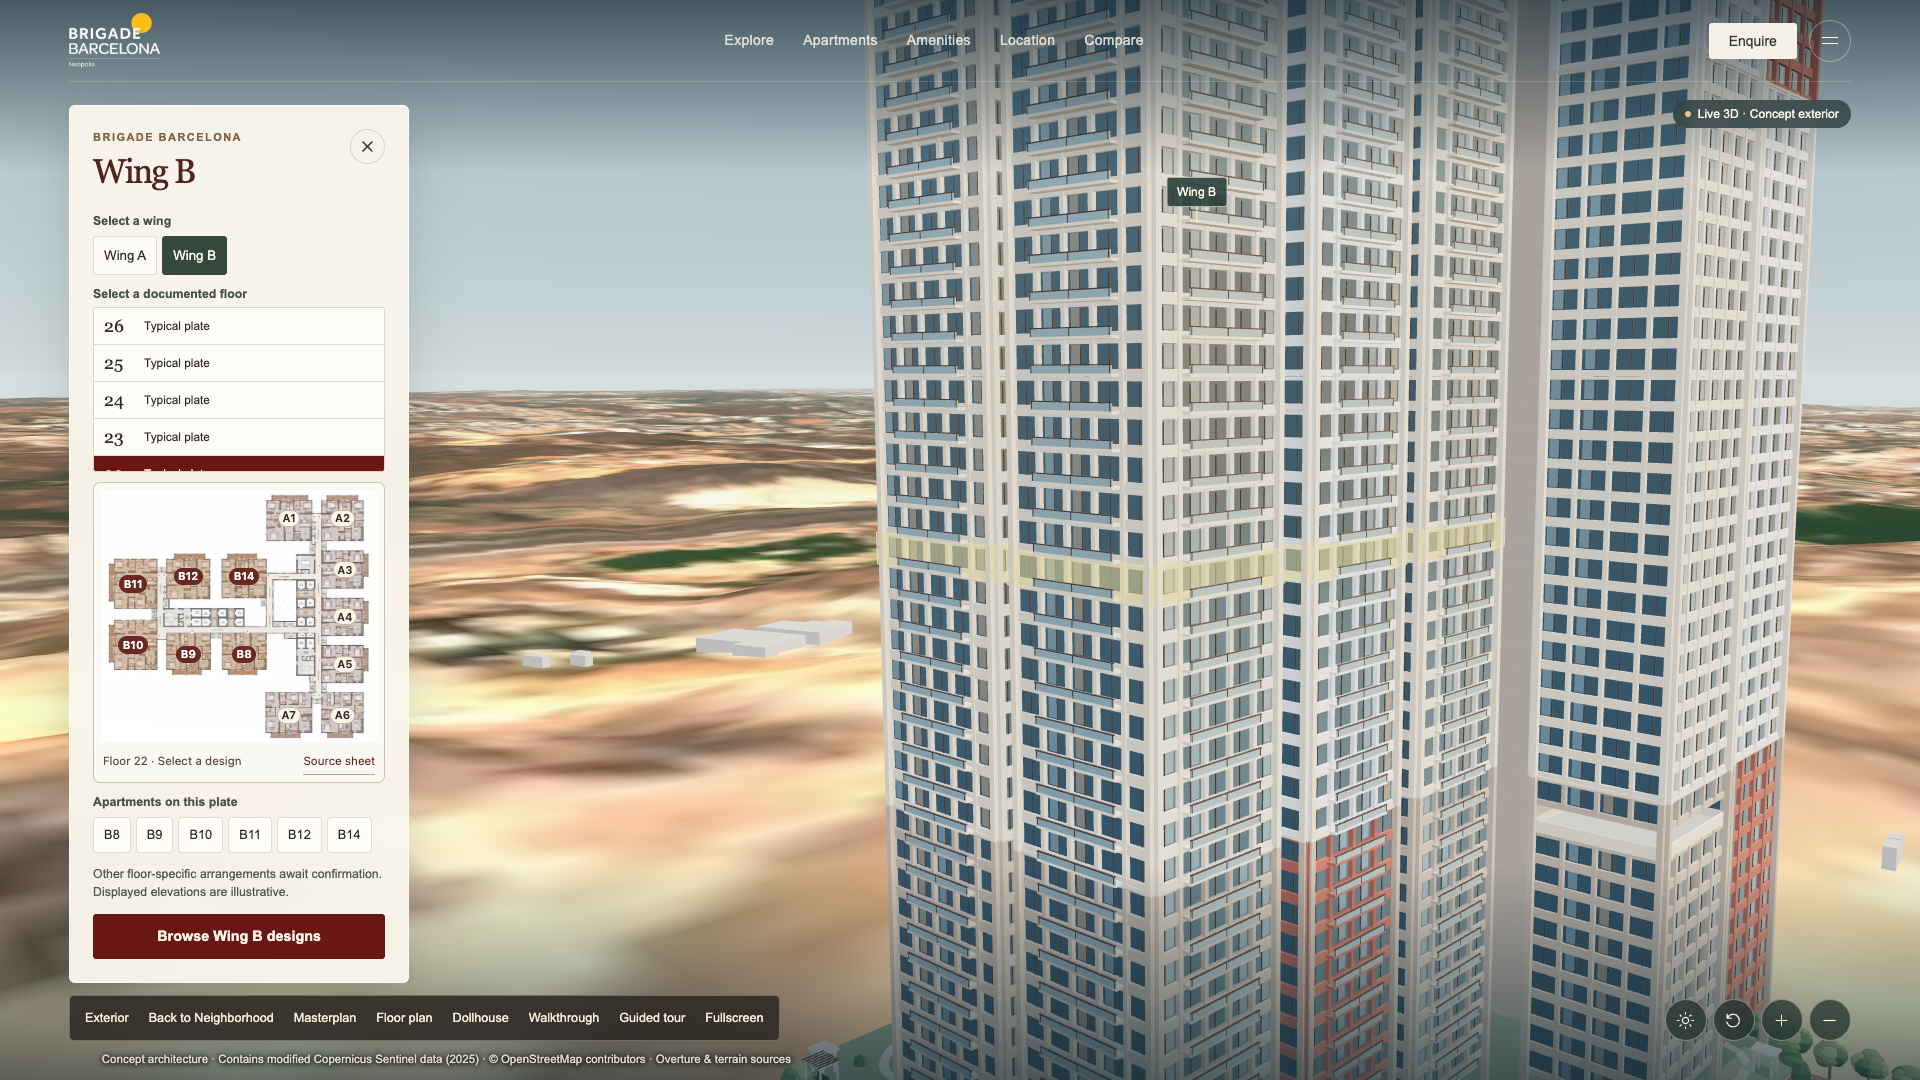 BRIGADE
BARCELONA
Neopolis
Explore
Apartments
Amenities
Location
Compare
Enquire
Live 3D · Concept exterior
BRIGADE BARCELONA
Wing B
Select a wing
Wing A
Wing B
Select a documented floor
26 Typical plate
25 Typical plate
24 Typical plate
23 Typical plate
A1
A2
A3
A4
A5
A6
A7
B11
B12
B14
B10
B9
B8
Floor 22 · Select a design
Source sheet
Apartments on this plate
B8
B9
B10
B11
B12
B14
Other floor-specific arrangements await confirmation.
Displayed elevations are illustrative.
Browse Wing B designs
Wing B
Exterior
Back to Neighborhood
Masterplan
Floor plan
Dollhouse
Walkthrough
Guided tour
Fullscreen
Concept architecture · Contains modified Copernicus Sentinel data (2025) · © OpenStreetMap contributors · Overture & terrain sources